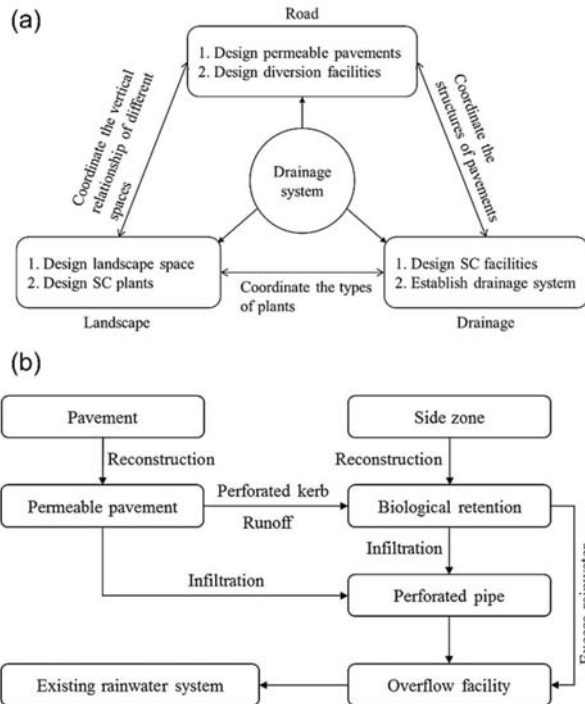 (a)
Road
1. Design permeable pavements
2. Design diversion facilities
Coordinate the vertical
relationship of different
spaces
Coordinate the
structures of pavements
Drainage
system
1. Design landscape space
2. Design SC plants
Landscape
Coordinate the types
of plants
1. Design SC facilities
2. Establish drainage system
Drainage
(b)
Pavement
Side zone
Reconstruction
Reconstruction
Permeable pavement
Perforated kerb
Runoff
Biological retention
Infiltration
Infiltration
Perforated pipe
Excess rainwater
Existing rainwater system
Overflow facility